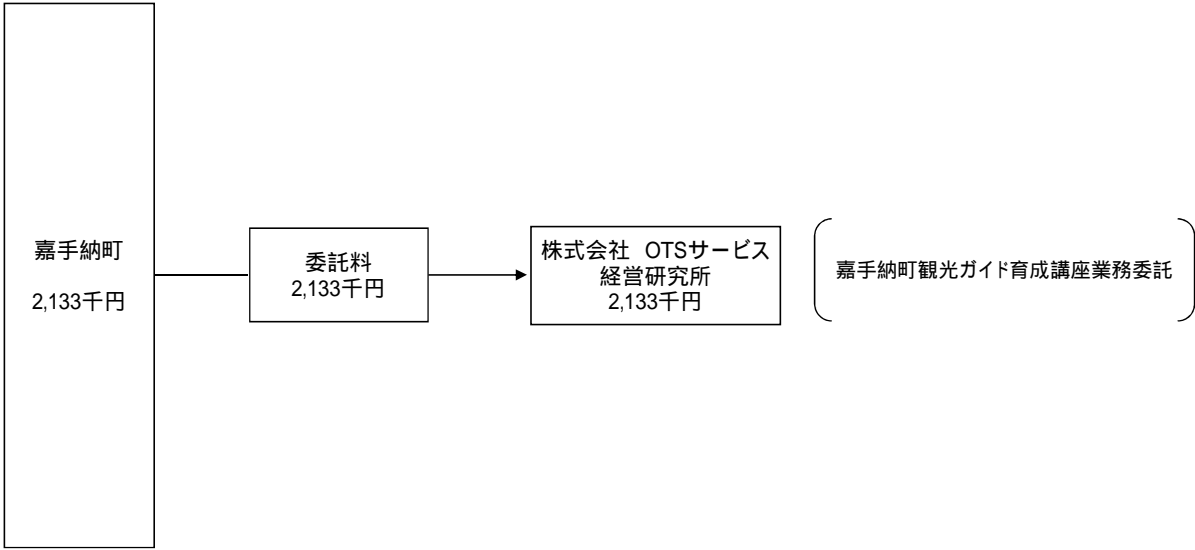 嘉手納町
2,133千円
委託料
2,133千円
株式会社　OTSサービス
経営研究所
2,133千円
嘉手納町観光ガイド育成講座業務委託